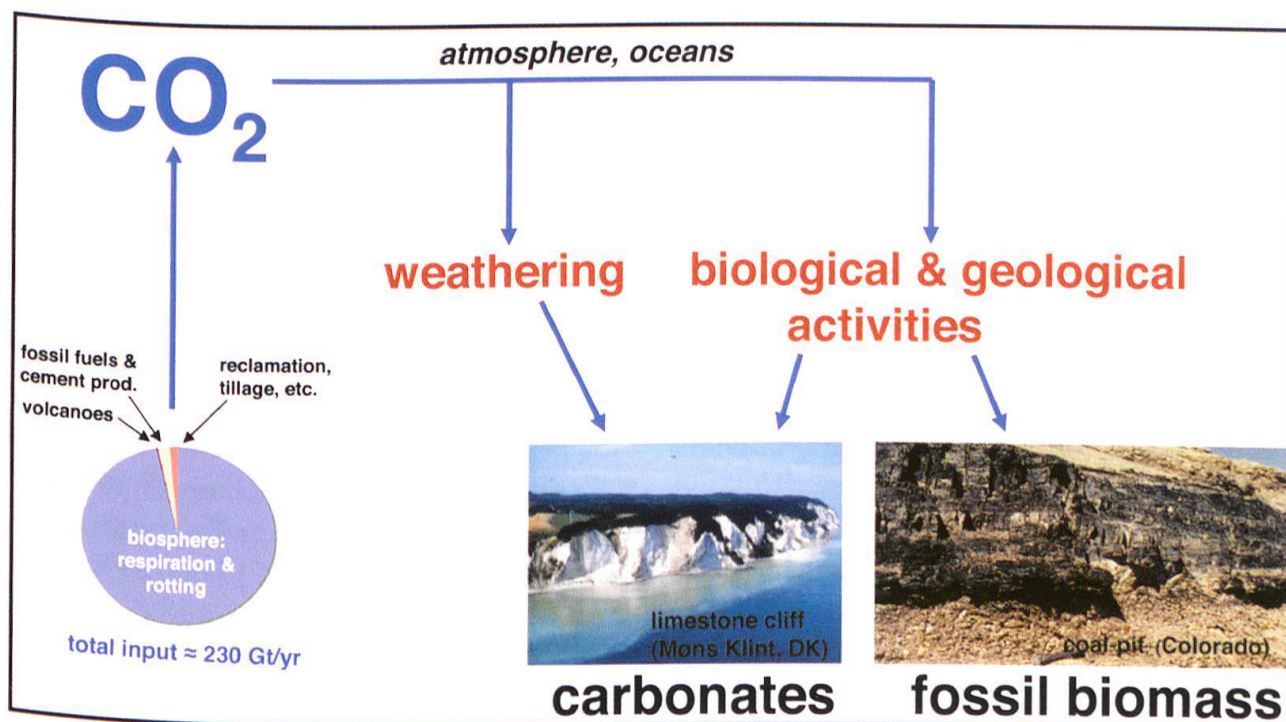 atmosphere, oceans
CO₂
weathering
biological & geological
activities
fossil fuels &
cement prod.
volcanoes
reclamation,
tillage, etc.
biosphere:
respiration &
rotting
total input ≈ 230 Gt/yr
limestone cliff
(Møns Klint, DK)
coal-pit (Colorado)
carbonates
fossil biomass